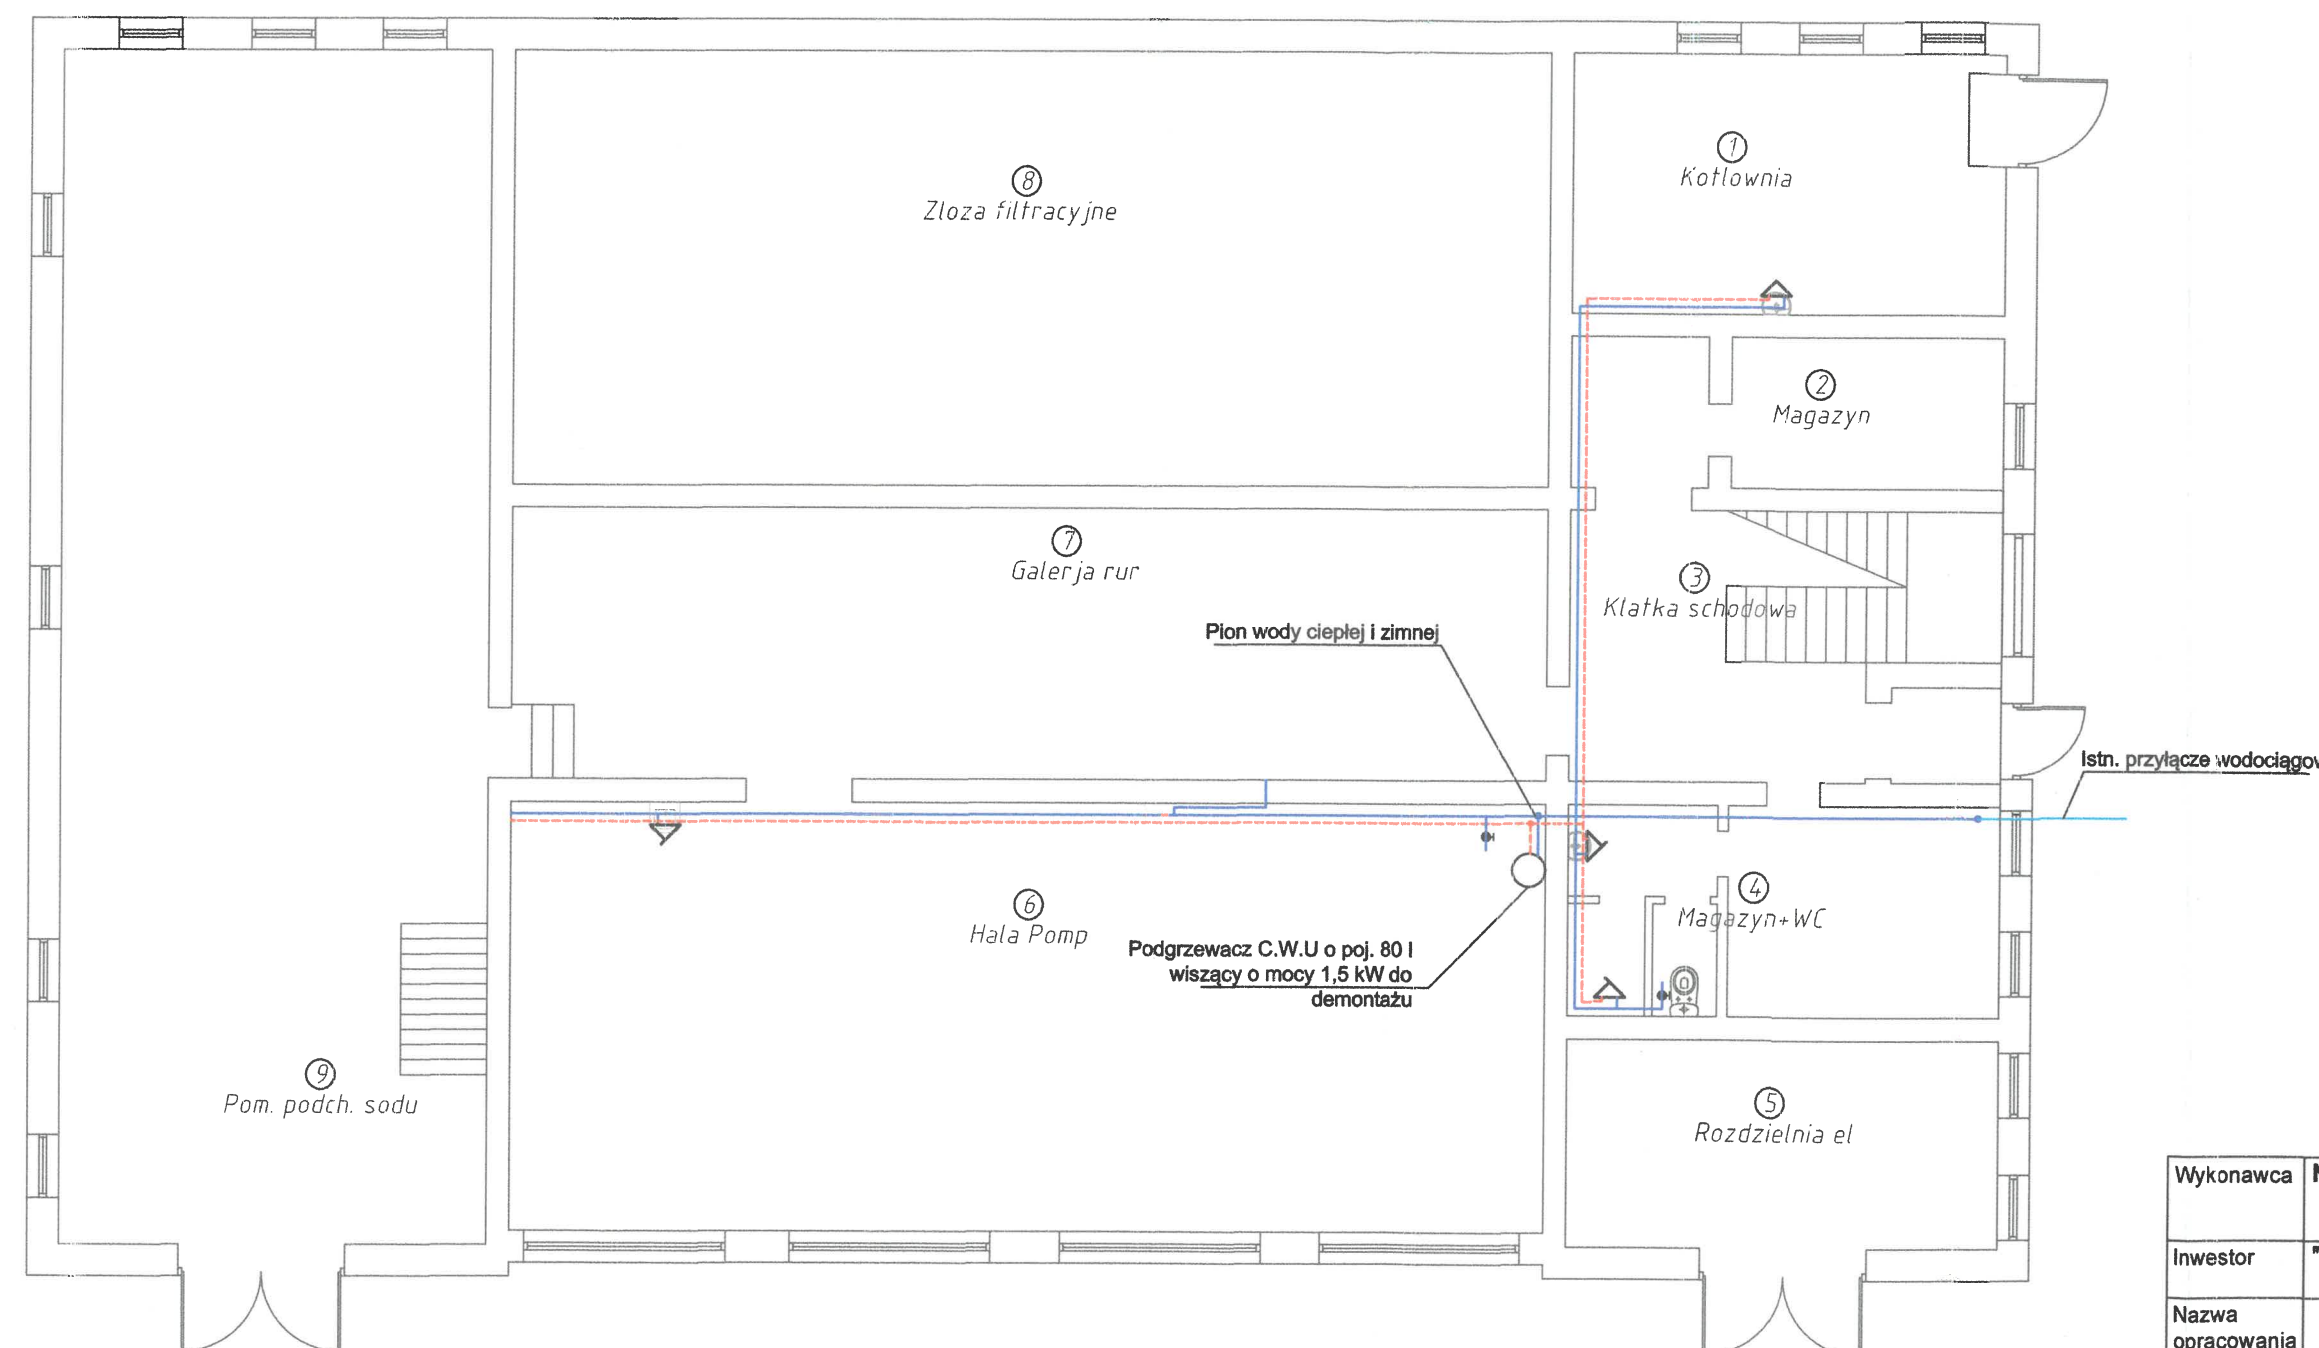 8
Zloza filtracyjne
1
Kotlownia
2
Magazyn
7
Galerja rur
3
Klatka schodowa
Pion wody ciepłej i zimnej
Istn. przyłącze wodociągow
4
Magazyn+WC
6
Hala Pomp
Podgrzewacz C.W.U o poj. 80 l
wiszący o mocy 1,5 kW do
demontażu
9
Pom. podch. sodu
5
Rozdzielnia el
Wykonawca
Inwestor
Nazwa
opracowania